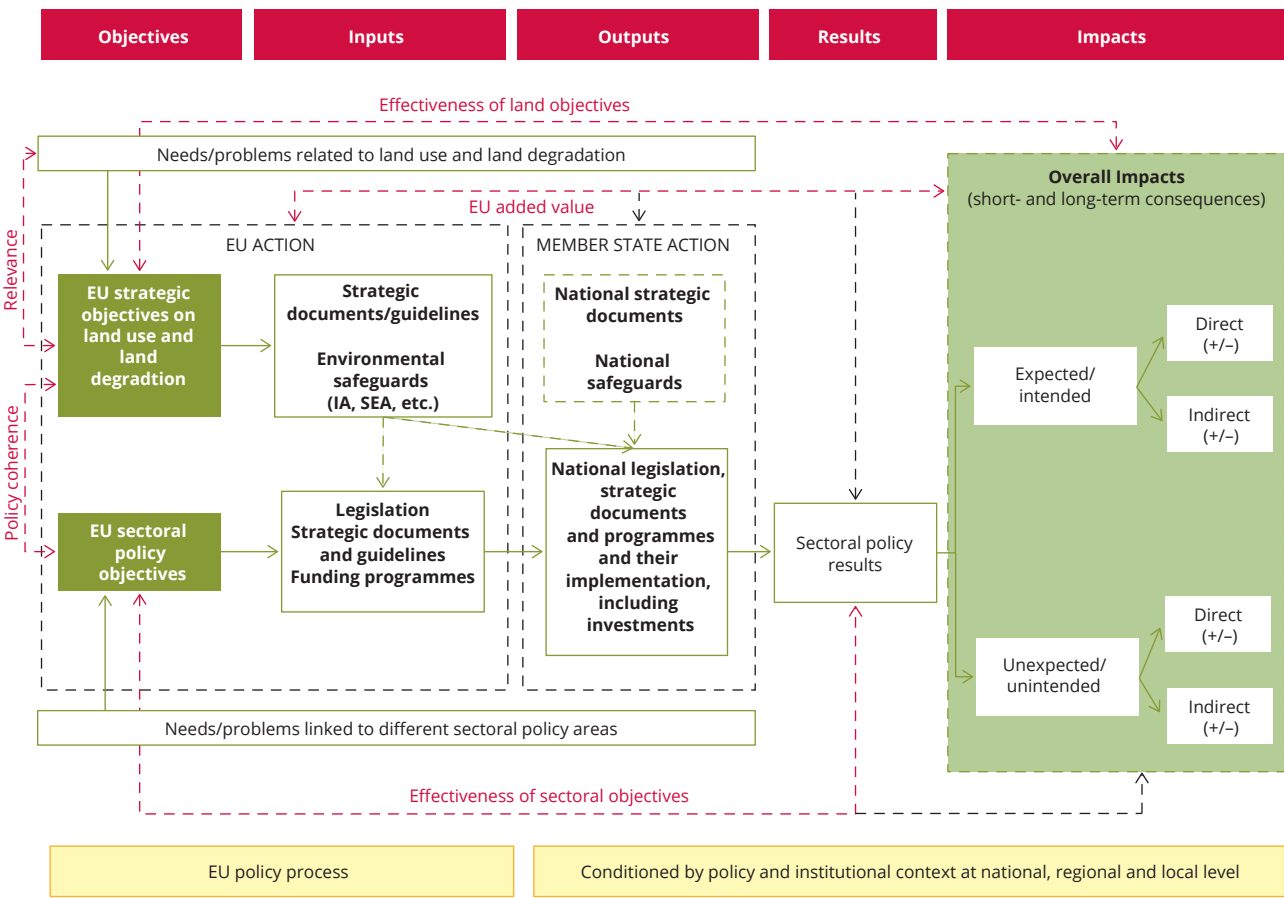 Objectives
Inputs
Outputs
Results
Impacts
Effectiveness of land objectives
Needs/problems related to land use and land degradation
Overall Impacts
(short- and long-term consequences)
EU added value
EU ACTION
MEMBER STATE ACTION
Relevance
Policy coherence
EU strategic
objectives on
land use and
land
degradtion
Strategic
documents/guidelines
Environmental
safeguards
(IA, SEA, etc.)
National strategic
documents
National
safeguards
Expected/
intended
Direct
(+/–)
Indirect
(+/–)
EU sectoral
policy
objectives
Legislation
Strategic documents
and guidelines
Funding programmes
National legislation,
strategic
documents
and programmes
and their
implementation,
including
investments
Sectoral policy
results
Unexpected/
unintended
Direct
(+/–)
Indirect
(+/–)
Needs/problems linked to different sectoral policy areas
Effectiveness of sectoral objectives
EU policy process
Conditioned by policy and institutional context at national, regional and local level